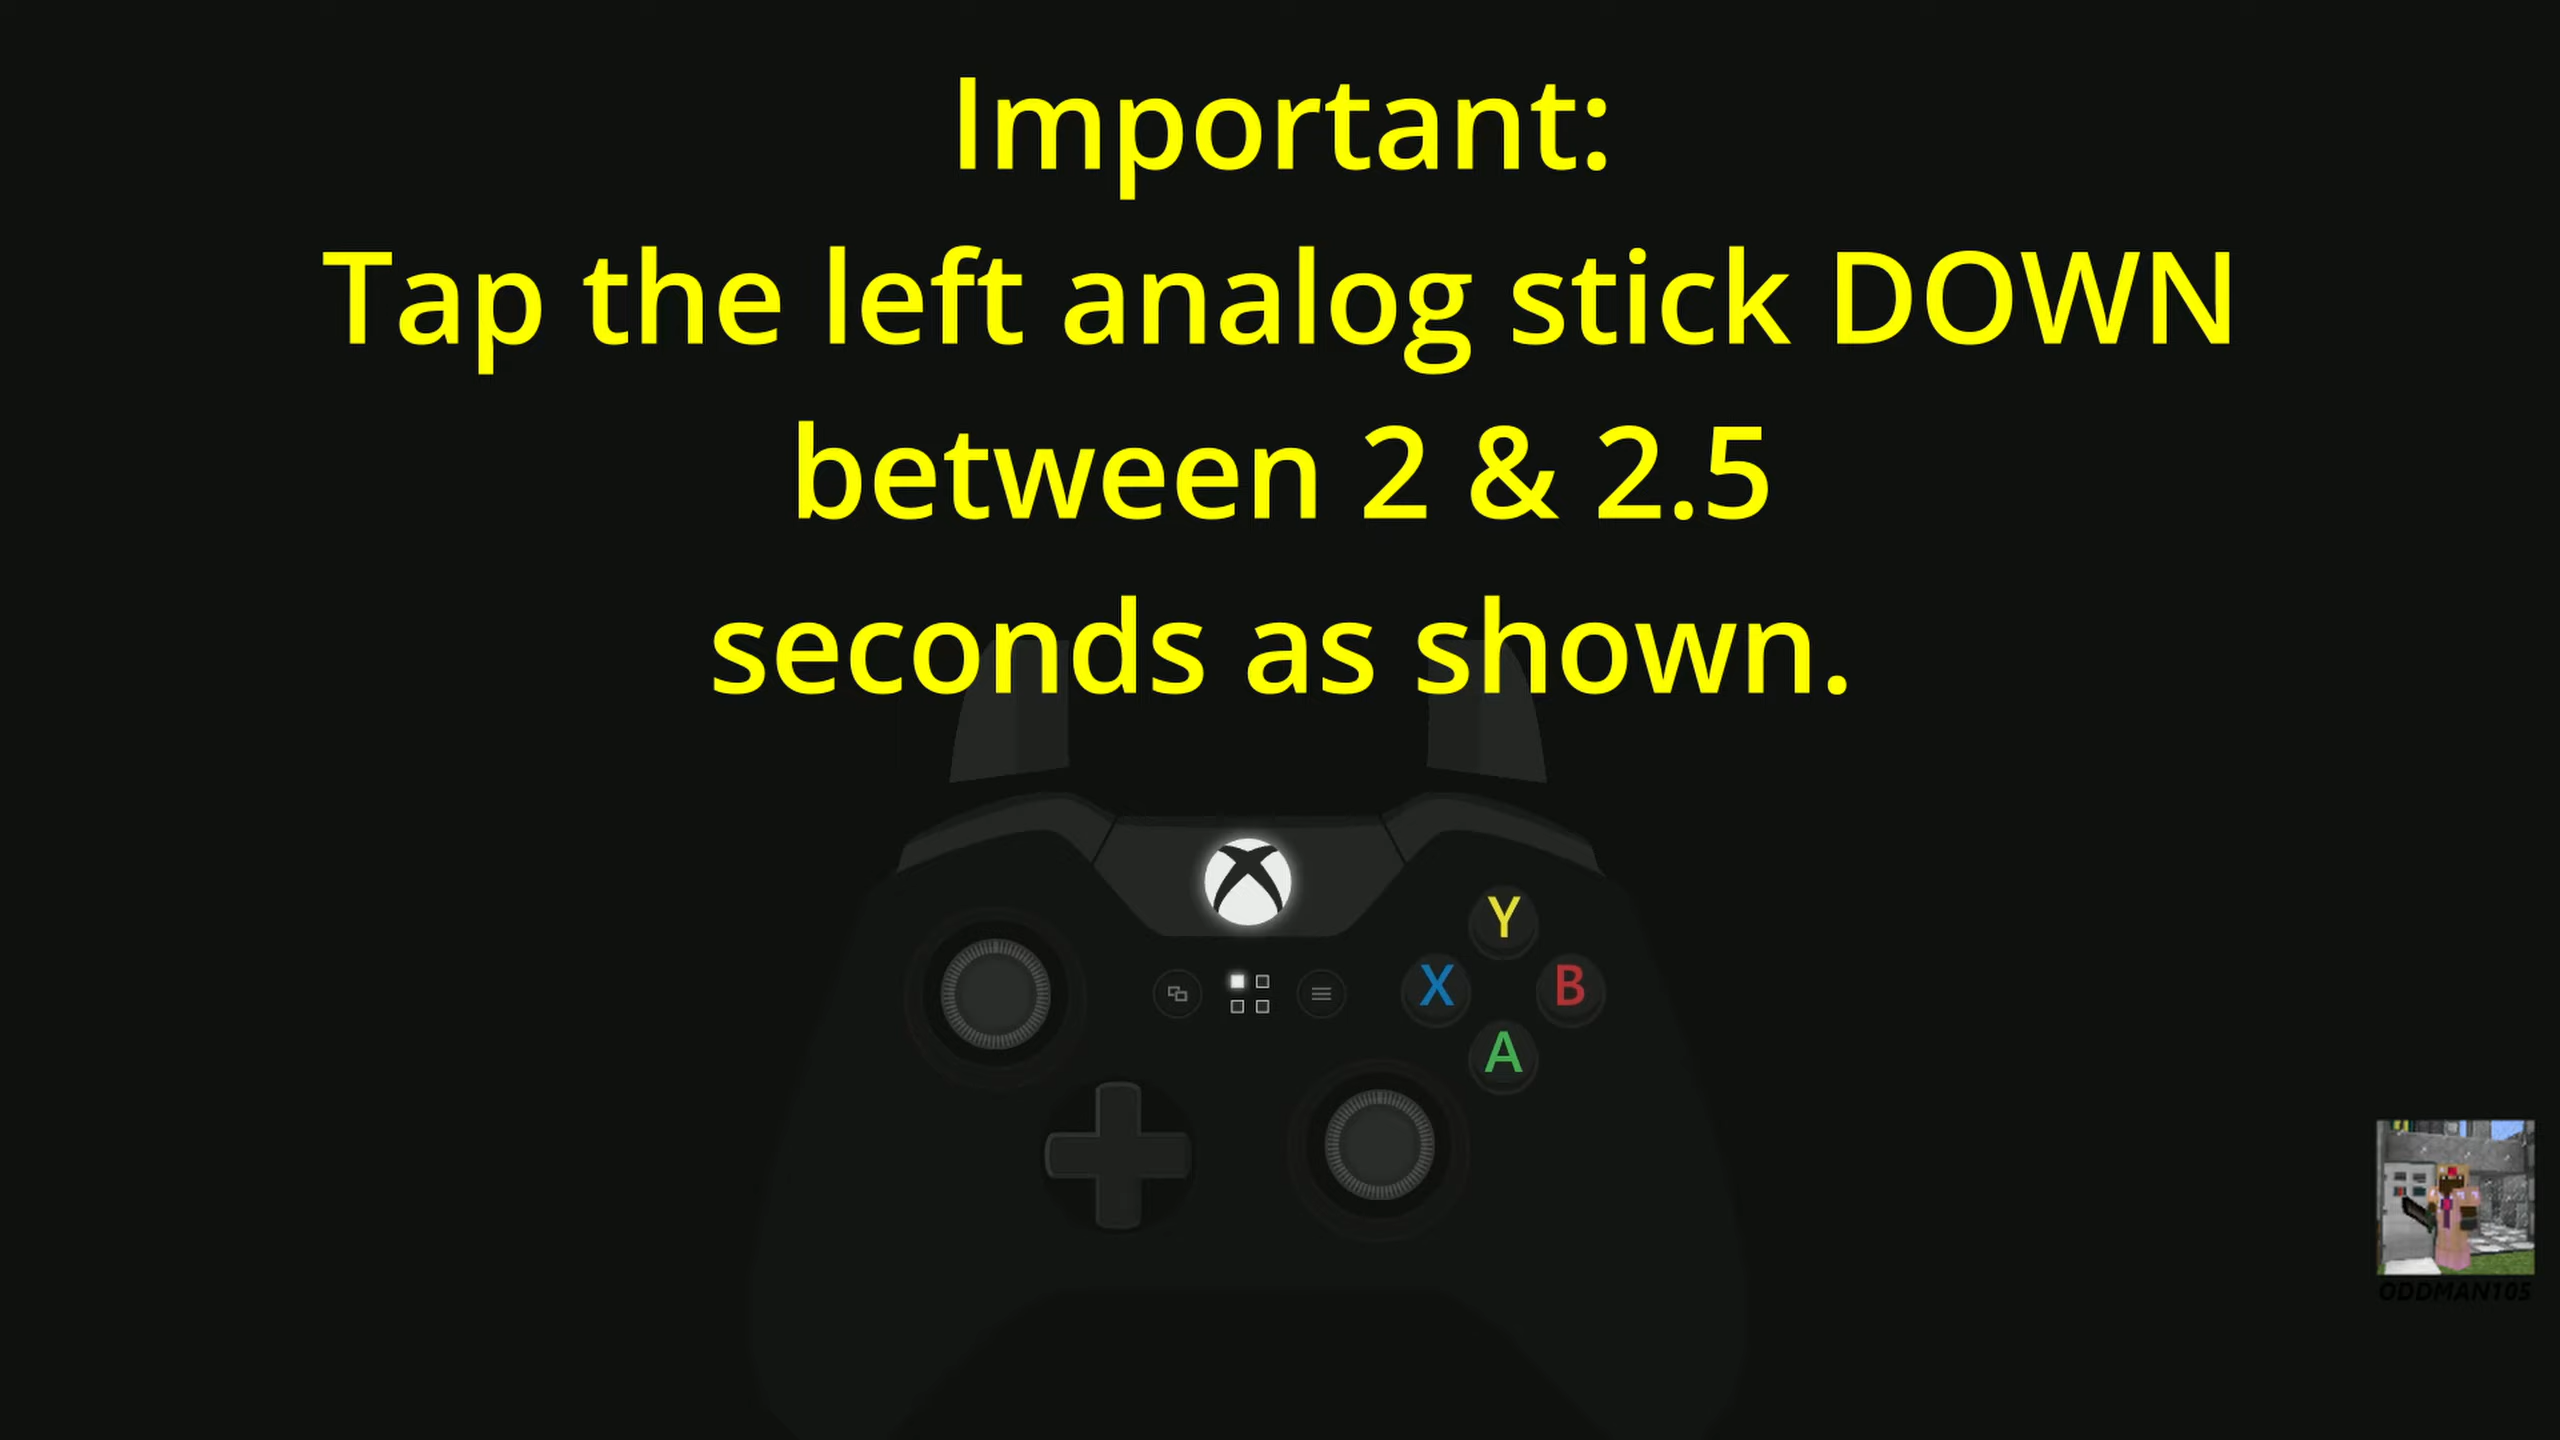 Important:
Tap the left analog stick DOWN
between 2 & 2.5
seconds as shown.
Y
X
B
A
ODDMAN105